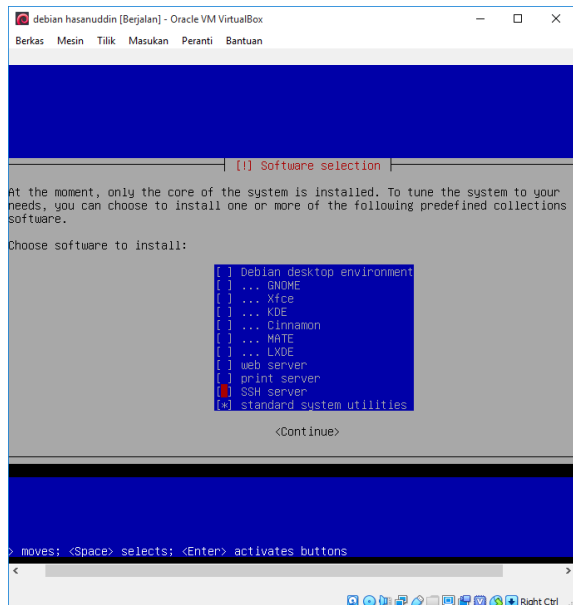 debian hasanuddin [Berjalan] - Oracle VM VirtualBox
Berkas Mesin Tilik Masukan Peranti Bantuan
[!] Software selection
At the moment, only the core of the system is installed. To tune the system to your
needs, you can choose to install one or more of the following predefined collections
software.
Choose software to install:
[ ] Debian desktop environment
[ ] ... GNOME
[ ] ... Xfce
[ ] ... KDE
[ ] ... Cinnamon
[ ] ... MATE
[ ] ... LXDE
[ ] web server
[ ] print server
[ ] SSH server
[*] standard system utilities
<Continue>
> moves; <Space> selects; <Enter> activates buttons
Right Ctrl